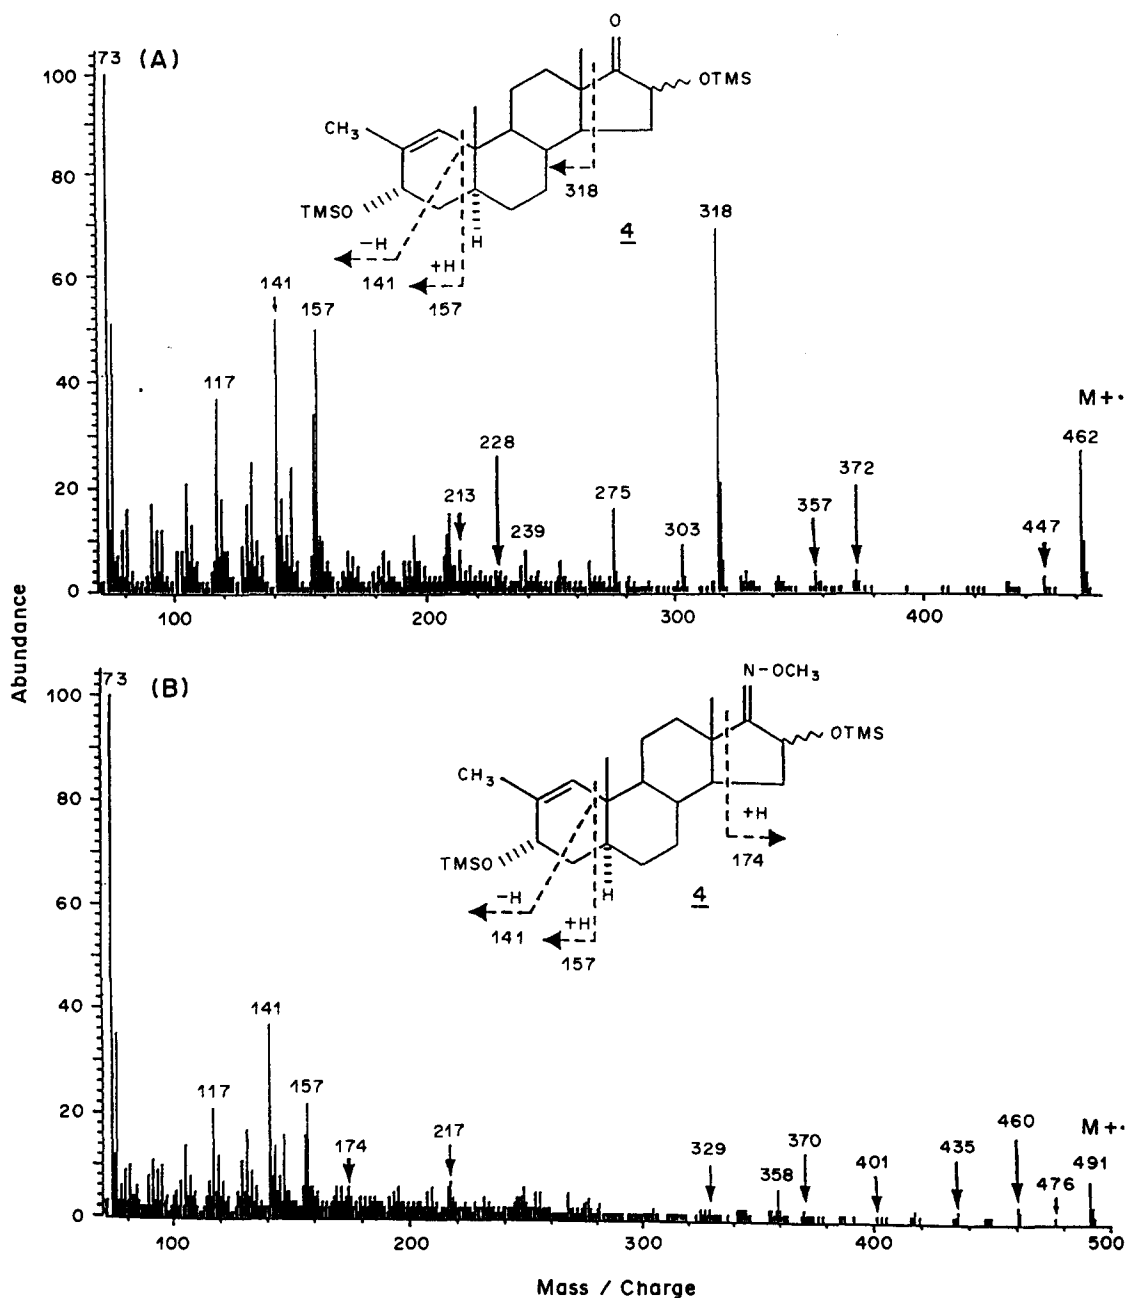 73 (A)
O
100
OTMS
CH3
80
318
318
TMSO
H
4
-H
+H
60
141
141
157
157
40
117
M+·
228
462
372
20
213
275
357
239
303
447
0
100
200
300
400
Abundance
73 (B)
N-OCH3
100
OTMS
CH3
80
+H
174
TMSO
H
4
-H
60
141
+H
157
40
141
117
157
20
174
217
460
M+·
329
370
401
435
491
358
476
0
100
200
300
400
500
Mass / Charge